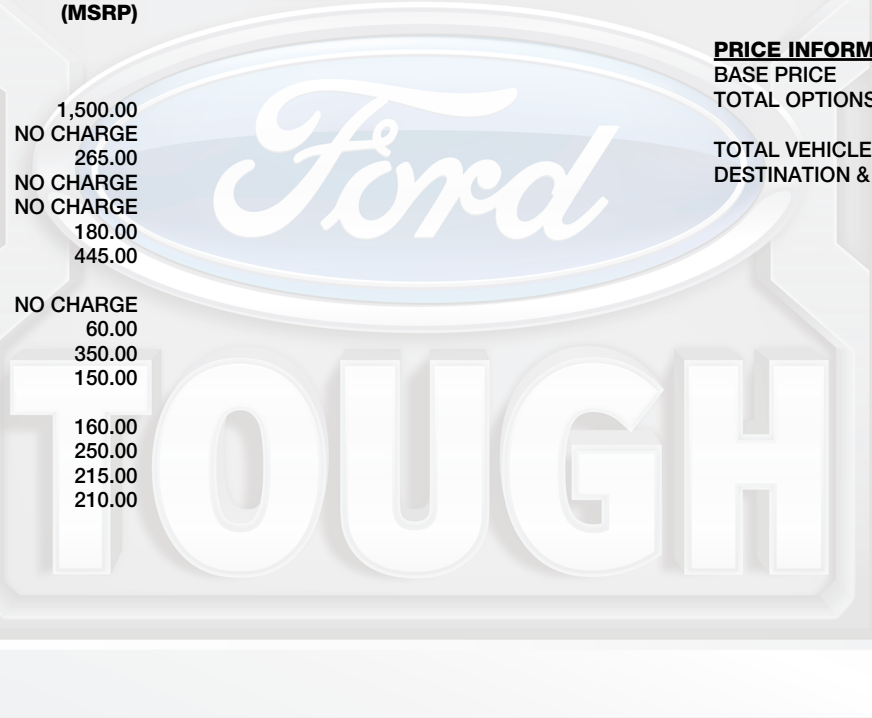 (MSRP)
1,500.00
NO CHARGE
265.00
NO CHARGE
NO CHARGE
180.00
445.00
NO CHARGE
60.00
350.00
150.00
160.00
250.00
215.00
210.00
PRICE INFORM
BASE PRICE
TOTAL OPTIONS
TOTAL VEHICLE
DESTINATION &
Ford
TOUGH